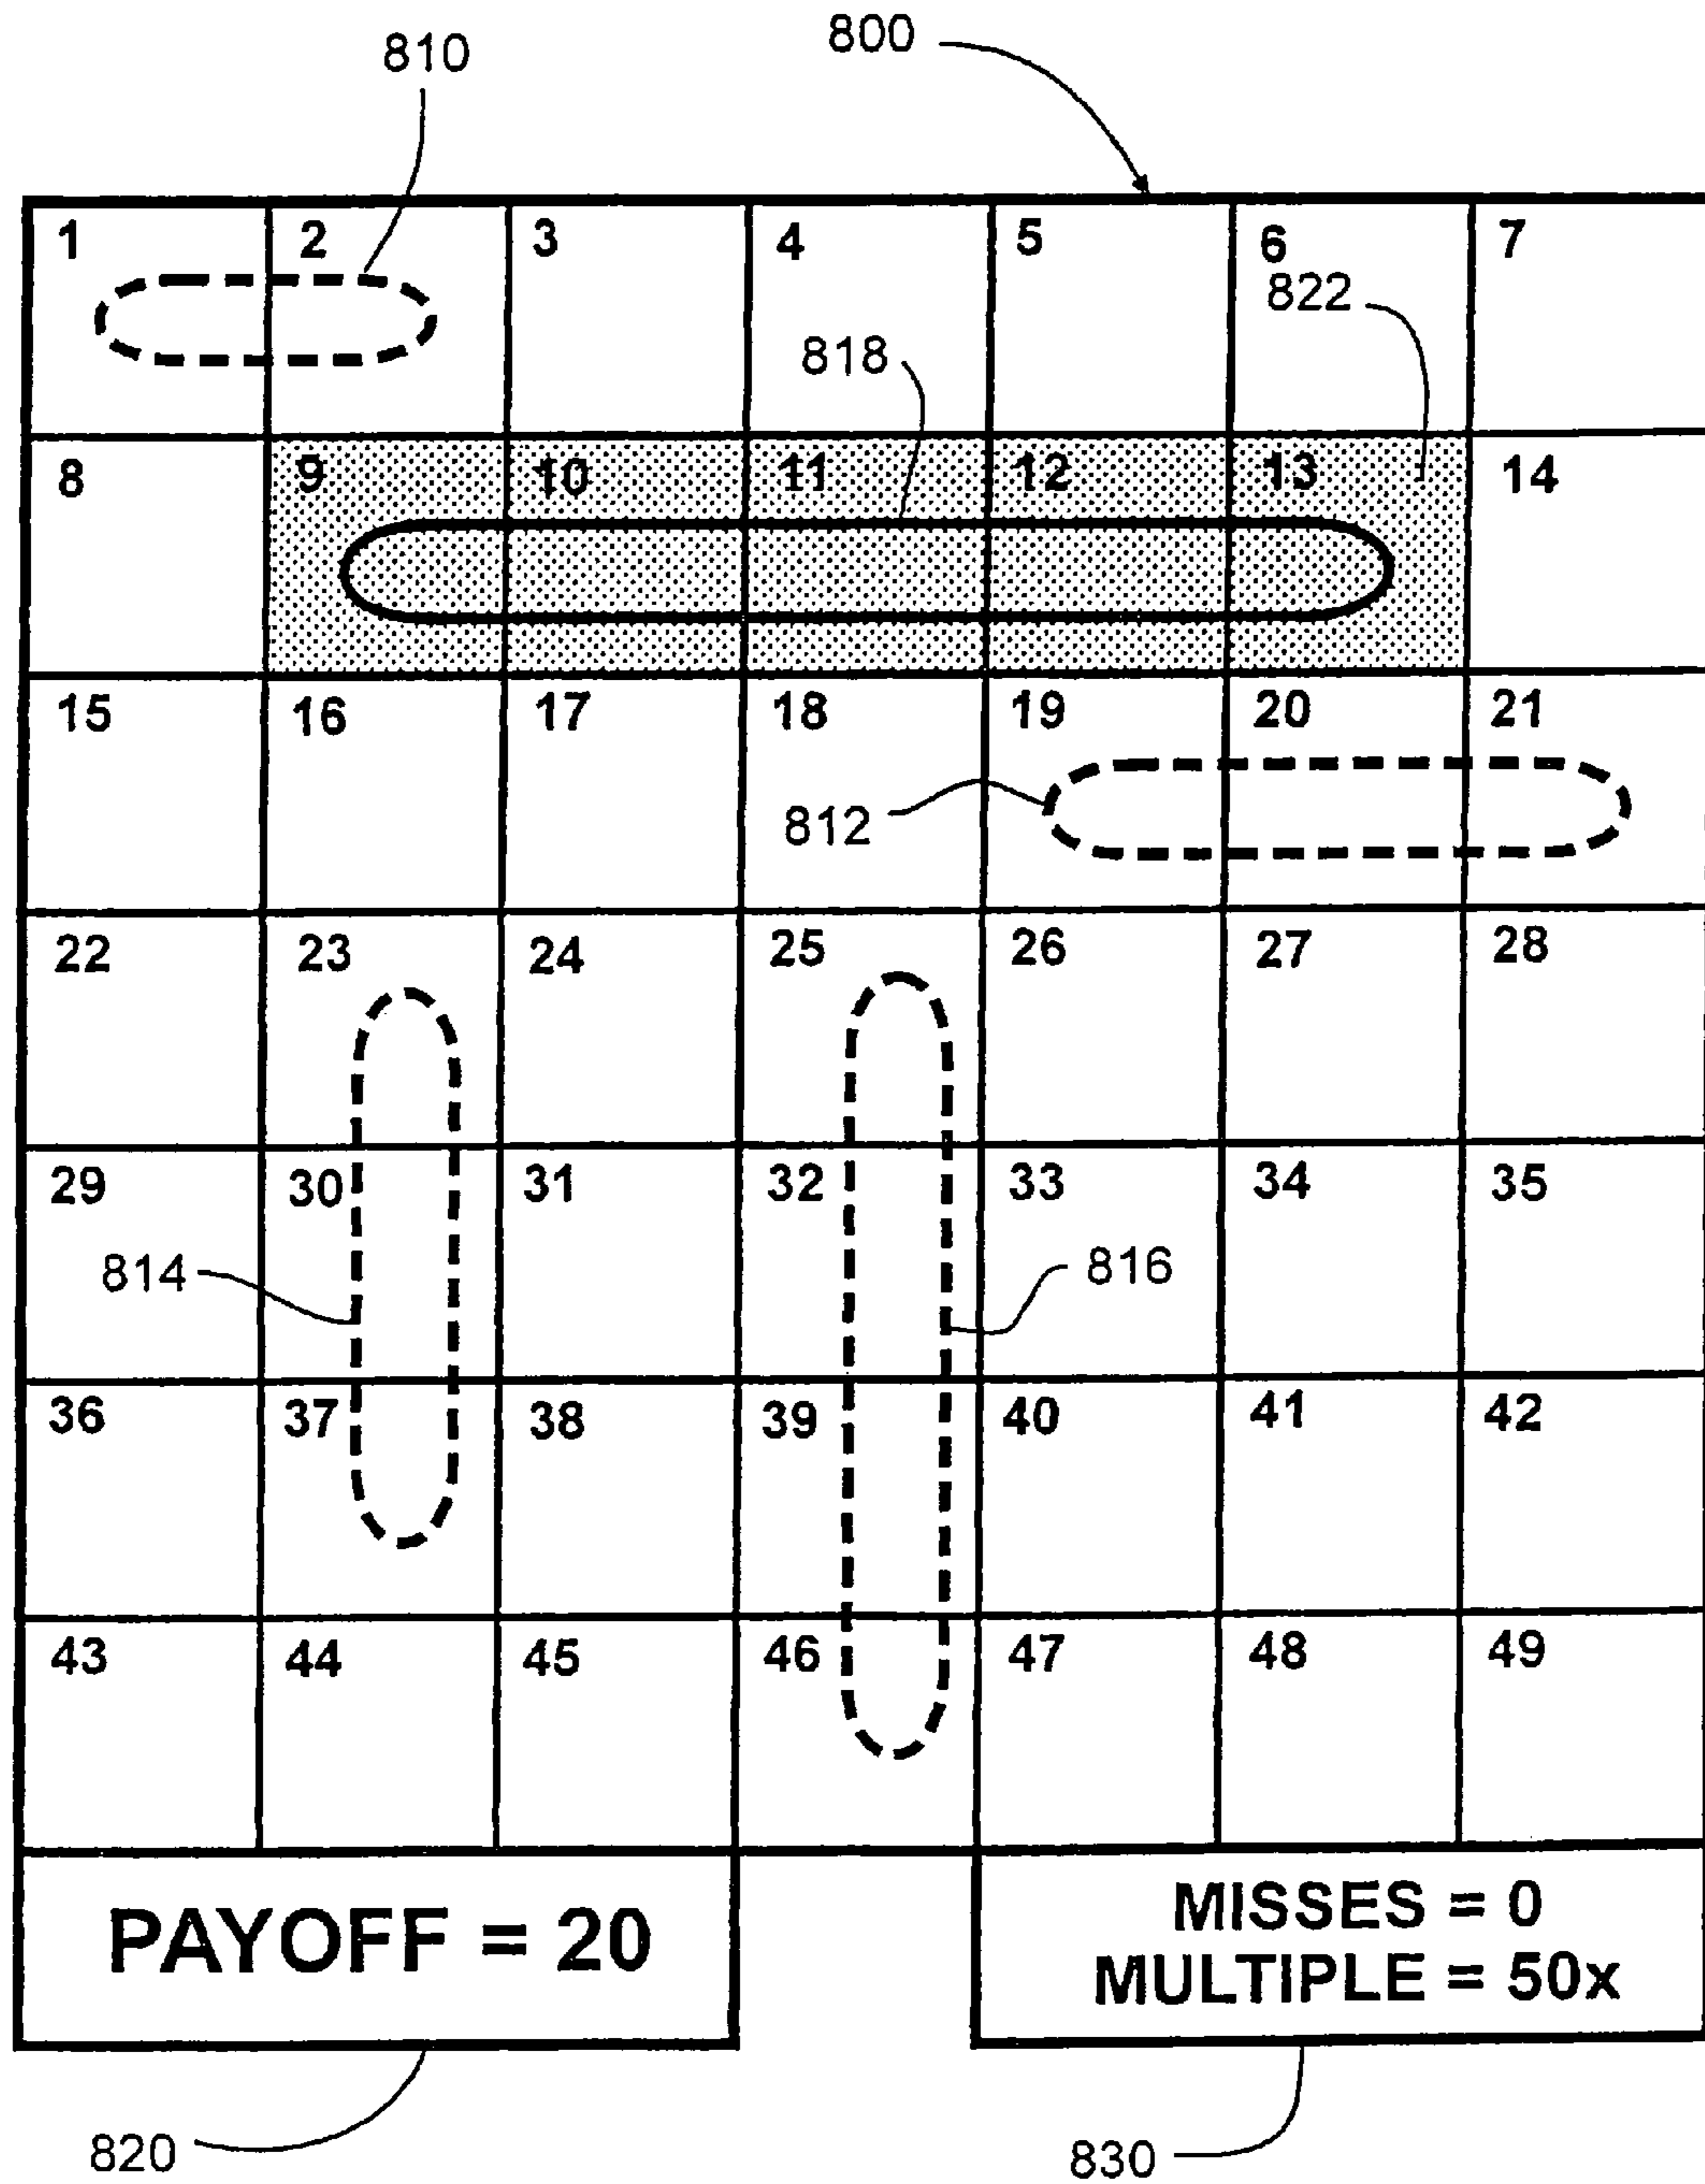 810 800
1 2 3 4 5 6 7
822
818
8 9 10 11 12 13 14
15 16 17 18 19 20 21
812
22 23 24 25 26 27 28
29 30 31 32 33 34 35
814 816
36 37 38 39 40 41 42
43 44 45 46 47 48 49
PAYOFF = 20
MISSES = 0
MULTIPLE = 50x
820 830